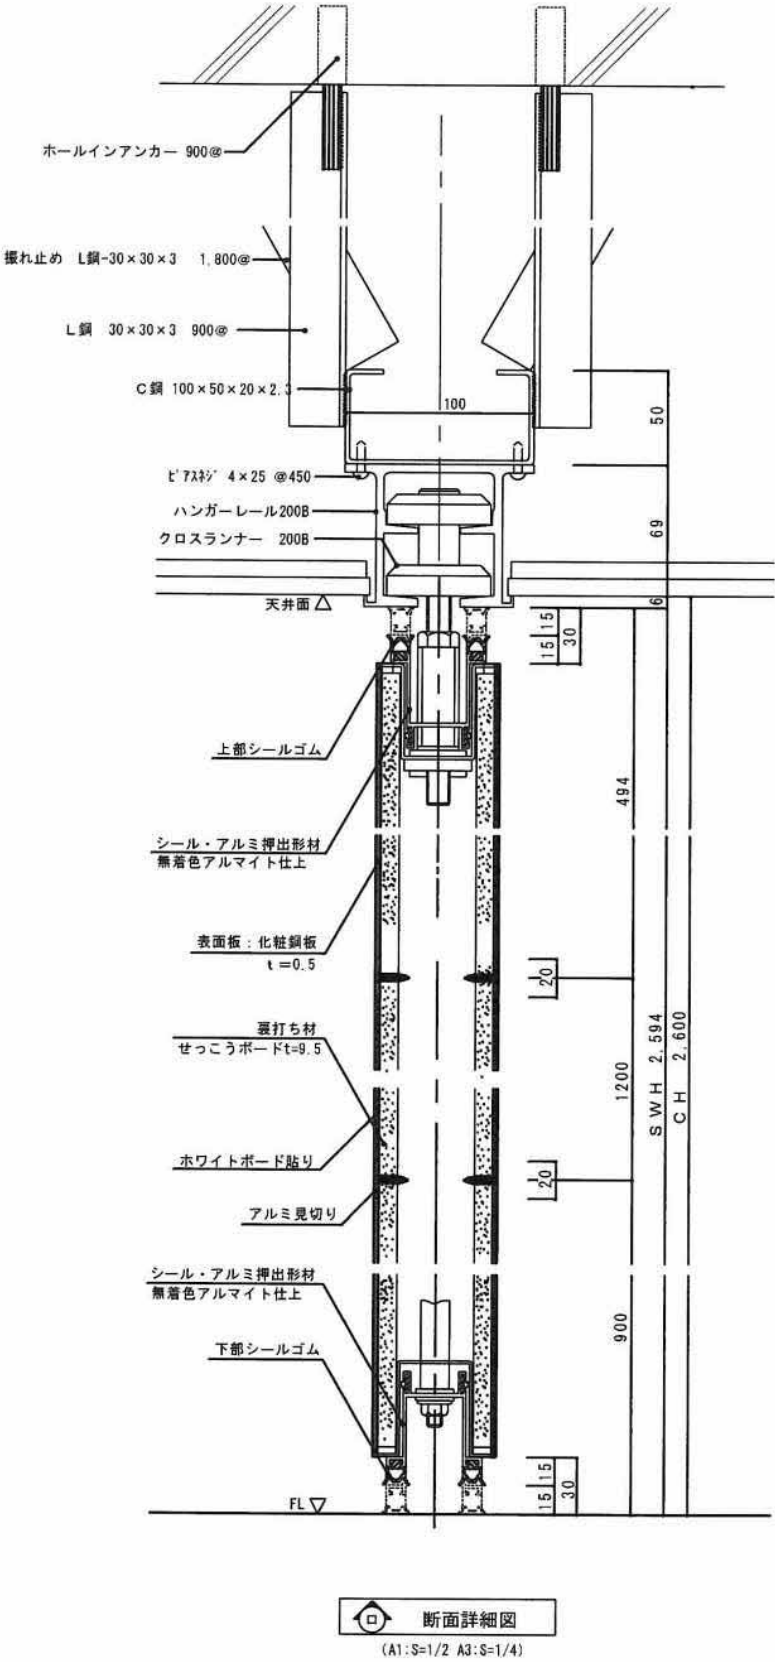 ホールインアンカー 900@
振れ止め L鋼-30×30×3 1,800@
L鋼 30×30×3 900@
C鋼 100×50×20×2.3
100
50
ピアスネジ 4×25 @450
ハンガーレール200B
クロスランナー 200B
69
6
天井面
15 15
30
上部シールゴム
494
シール・アルミ押出形材
無着色アルマイト仕上
表面板：化粧鋼板
t=0.5
20
裏打ち材
せっこうボードt=9.5
1200
SWH 2,594
CH 2,600
ホワイトボード貼り
20
アルミ見切り
シール・アルミ押出形材
無着色アルマイト仕上
900
下部シールゴム
15 15
30
FL
ロ 断面詳細図
(A1:S=1/2 A3:S=1/4)